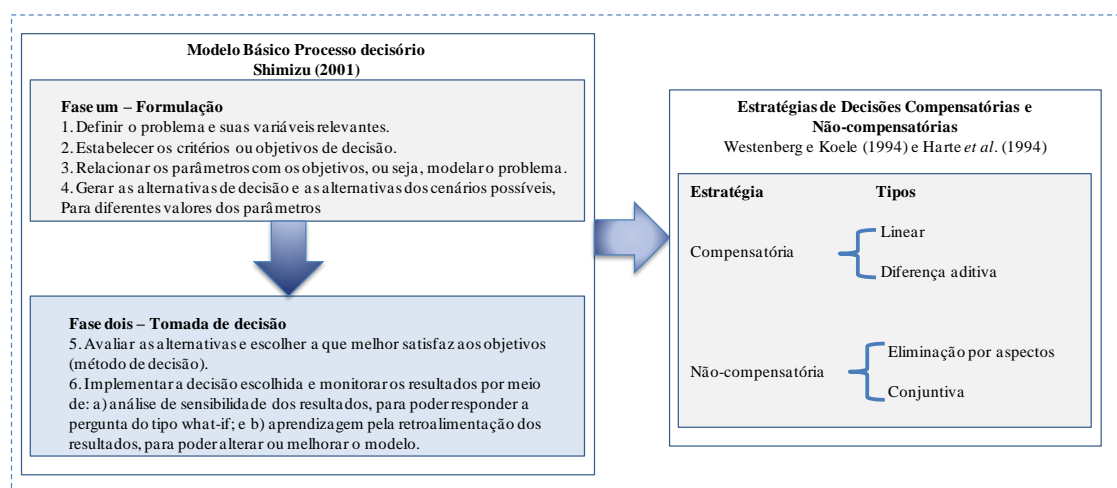 Modelo Básico Processo decisório
Shimizu (2001)
Fase um – Formulação
1. Definir o problema e suas variáveis relevantes.
2. Estabelecer os critérios ou objetivos de decisão.
3. Relacionar os parâmetros com os objetivos, ou seja, modelar o problema.
4. Gerar as alternativas de decisão e as alternativas dos cenários possíveis,
Para diferentes valores dos parâmetros
Fase dois – Tomada de decisão
5. Avaliar as alternativas e escolher a que melhor satisfaz aos objetivos
(método de decisão).
6. Implementar a decisão escolhida e monitorar os resultados por meio
de: a) análise de sensibilidade dos resultados, para poder responder a
pergunta do tipo what-if; e b) aprendizagem pela retroalimentação dos
resultados, para poder alterar ou melhorar o modelo.
Estratégias de Decisões Compensatórias e
Não-compensatórias
Westenberg e Koele (1994) e Harte et al. (1994)
Estratégia Tipos
Compensatória
Linear
Diferença aditiva
Não-compensatória
Eliminação por aspectos
Conjuntiva